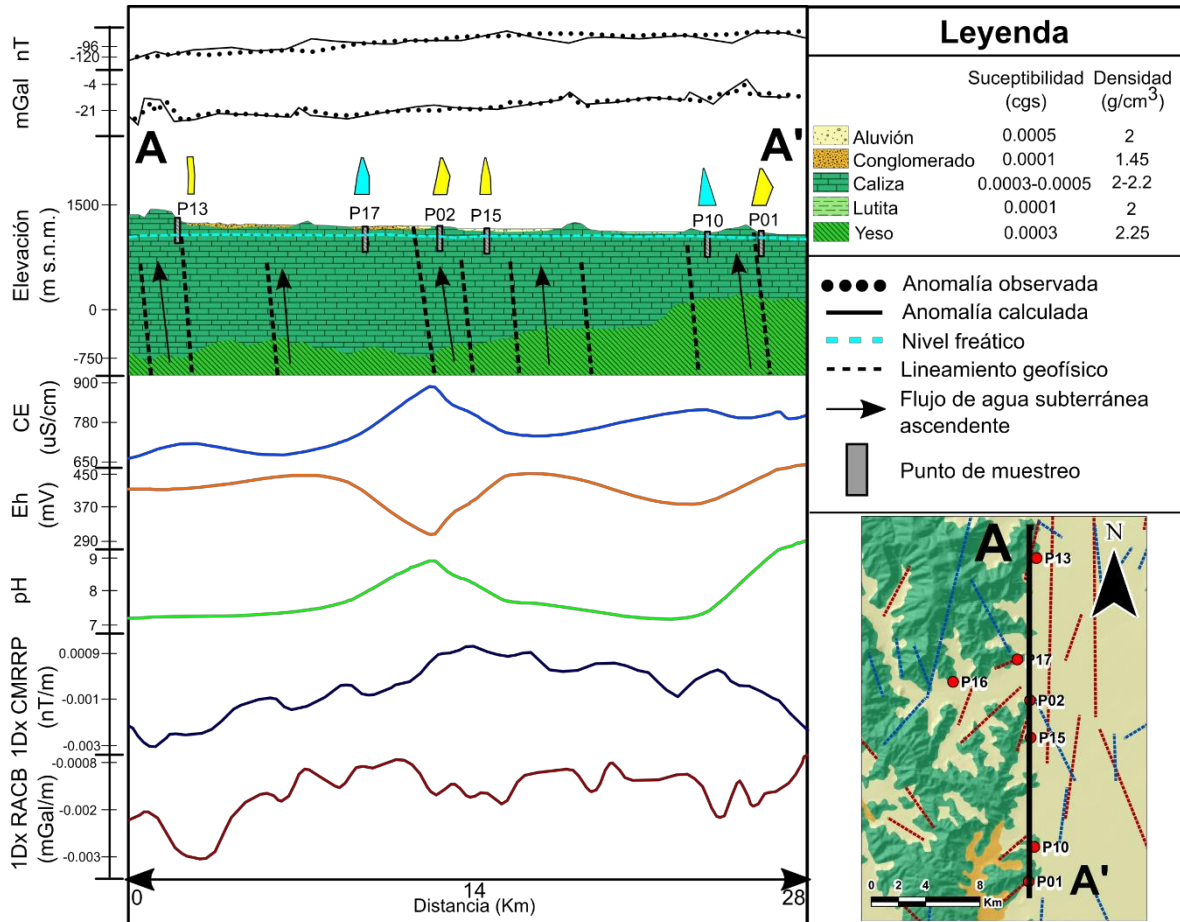 nT
-96
-120
mGal
-4
-21
A
A'
Elevación
(m s.n.m.)
1500
0
-750
P13
P17
P02
P15
P10
P01
CE
(uS/cm)
900
780
650
Eh
(mV)
450
370
290
pH
9
8
7
1Dx CMRRP
(nT/m)
0.0009
-0.001
-0.003
1Dx RACB
(mGal/m)
-0.0008
-0.002
-0.003
0
14
28
Distancia (Km)
Leyenda
Suceptibilidad
(cgs)
Densidad
(g/cm3)
Aluvión 0.0005 2
Conglomerado 0.0001 1.45
Caliza 0.0003-0.0005 2-2.2
Lutita 0.0001 2
Yeso 0.0003 2.25
Anomalía observada
Anomalía calculada
Nivel freático
Lineamiento geofísico
Flujo de agua subterránea
ascendente
Punto de muestreo
A
N
P13
P17
P16
P02
P15
P10
P01
A'
0 2 4 8
Km